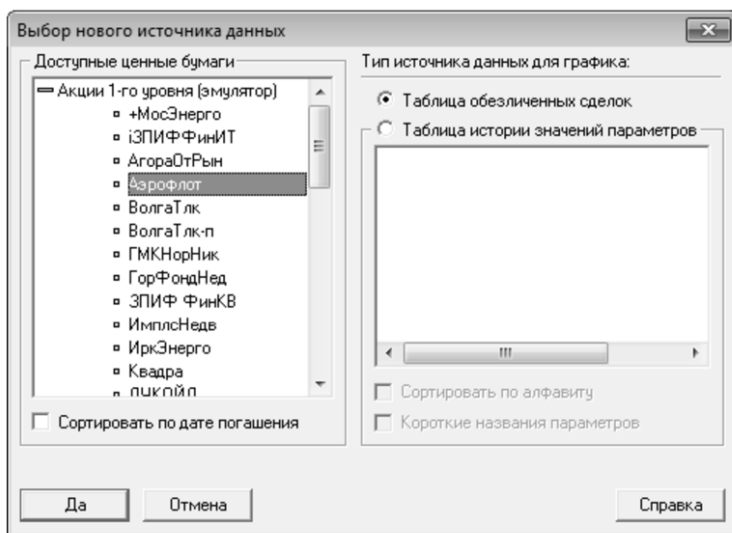 Выбор нового источника данных
Доступные ценные бумаги
Акции 1-го уровня (эмулятор)
+МосЭнерго
iЗПИФФинИТ
АгораОтРын
Аэрофлот
ВолгаТлк
ВолгаТлк-п
ГМКНорНик
ГорФондНед
ЗПИФ ФинКВ
ИмплсНедв
ИркЭнерго
Квадра
ЛУКОЙЛ
Сортировать по дате погашения
Тип источника данных для графика:
Таблица обезличенных сделок
Таблица истории значений параметров
Сортировать по алфавиту
Короткие названия параметров
Да
Отмена
Справка